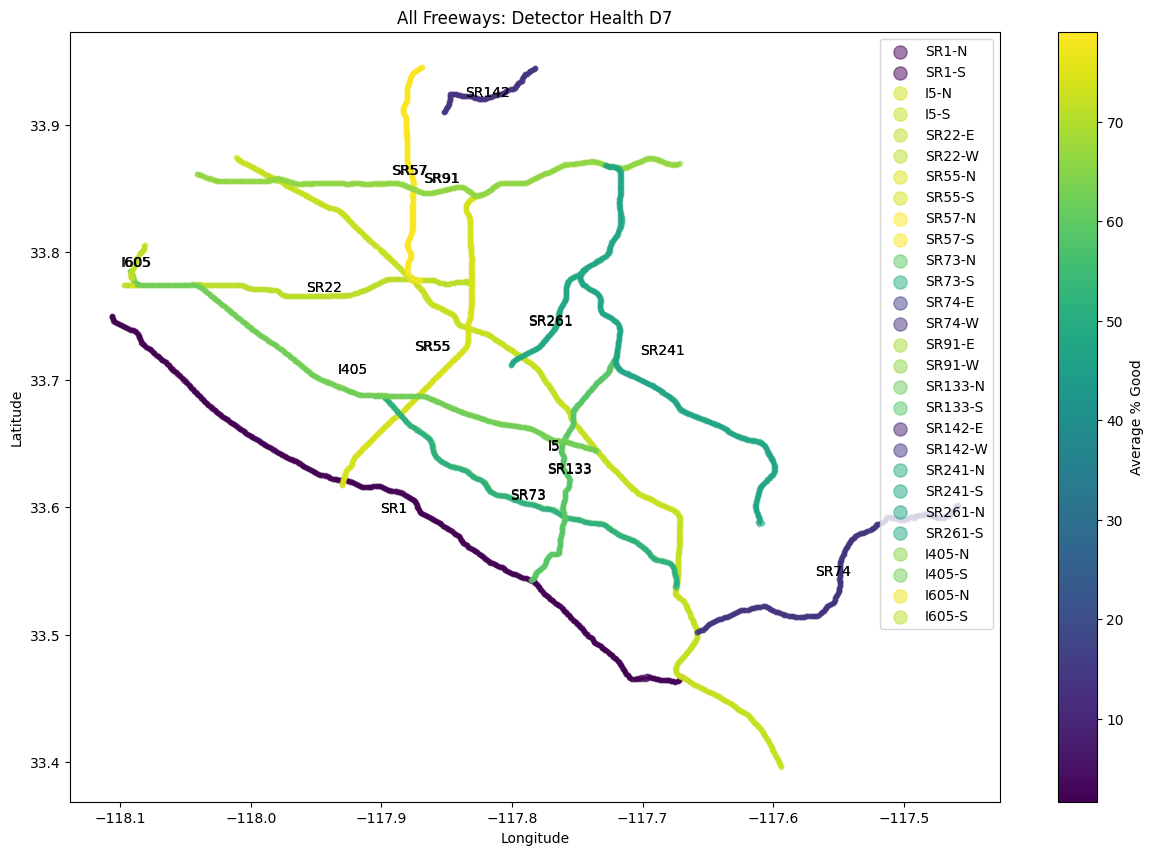 All Freeways: Detector Health D7
SR142
SR57
SR91
I605
SR22
SR261
SR55
SR241
I405
I5
SR133
SR73
SR1
SR74
33.9
33.8
33.7
33.6
33.5
33.4
Latitude
−118.1
−118.0
−117.9
−117.8
−117.7
−117.6
−117.5
Longitude
SR1-N
SR1-S
I5-N
I5-S
SR22-E
SR22-W
SR55-N
SR55-S
SR57-N
SR57-S
SR73-N
SR73-S
SR74-E
SR74-W
SR91-E
SR91-W
SR133-N
SR133-S
SR142-E
SR142-W
SR241-N
SR241-S
SR261-N
SR261-S
I405-N
I405-S
I605-N
I605-S
70
60
50
40
30
20
10
Average % Good